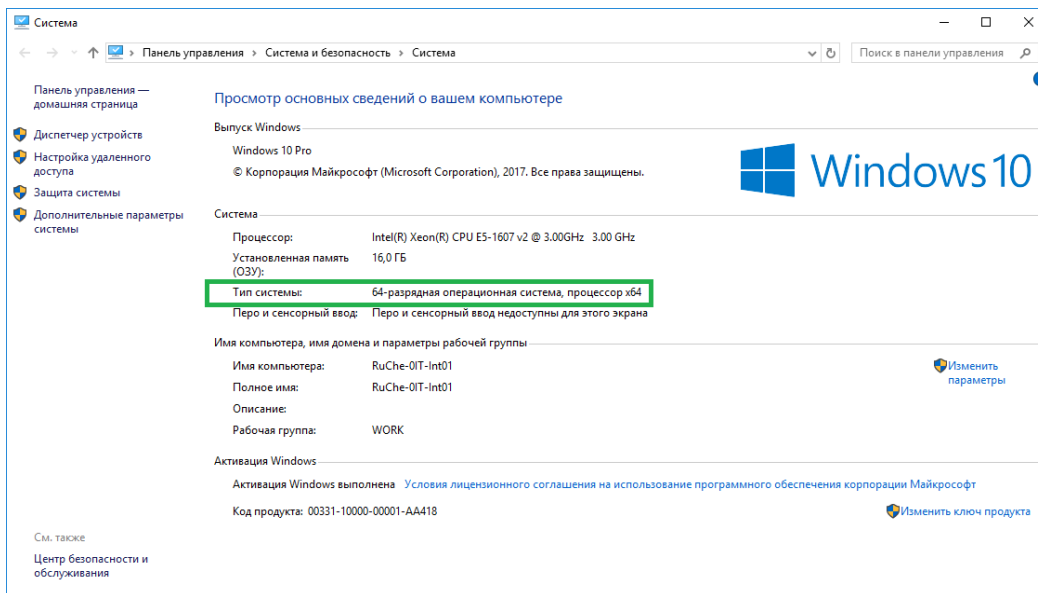 Система
Панель управления › Система и безопасность › Система
Поиск в панели управления
Панель управления —
домашняя страница
Диспетчер устройств
Настройка удаленного
доступа
Защита системы
Дополнительные параметры
системы
Просмотр основных сведений о вашем компьютере
Выпуск Windows
Windows 10 Pro
© Корпорация Майкрософт (Microsoft Corporation), 2017. Все права защищены.
Windows 10
Система
Процессор: Intel(R) Xeon(R) CPU E5-1607 v2 @ 3.00GHz 3.00 GHz
Установленная память 16,0 ГБ
(ОЗУ):
Тип системы: 64-разрядная операционная система, процессор x64
Перо и сенсорный ввод: Перо и сенсорный ввод недоступны для этого экрана
Имя компьютера, имя домена и параметры рабочей группы
Имя компьютера: RuChe-0IT-Int01
Изменить
параметры
Полное имя: RuChe-0IT-Int01
Описание:
Рабочая группа: WORK
Активация Windows
Активация Windows выполнена Условия лицензионного соглашения на использование программного обеспечения корпорации Майкрософт
Код продукта: 00331-10000-00001-AA418
Изменить ключ продукта
См. также
Центр безопасности и
обслуживания